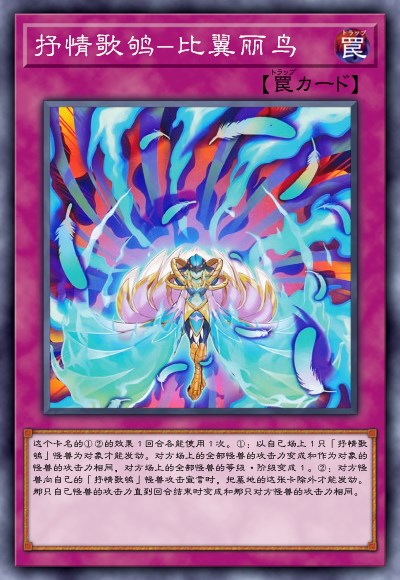 抒情歌鸲-比翼丽鸟
罠
トラップ
【罠カード】
トラップ
这个卡名的①②的效果1回合各能使用1次。①：以自己场上1只「抒情歌
鸲」怪兽为对象才能发动。对方场上的全部怪兽的攻击力变成和作为对象的
怪兽的攻击力相同，对方场上的全部怪兽的等级·阶级变成1。②：对方怪
兽向自己的「抒情歌鸲」怪兽攻击宣言时，把墓地的这张卡除外才能发动。
那只自己怪兽的攻击力直到回合结束时变成和那只对方怪兽的攻击力相同。